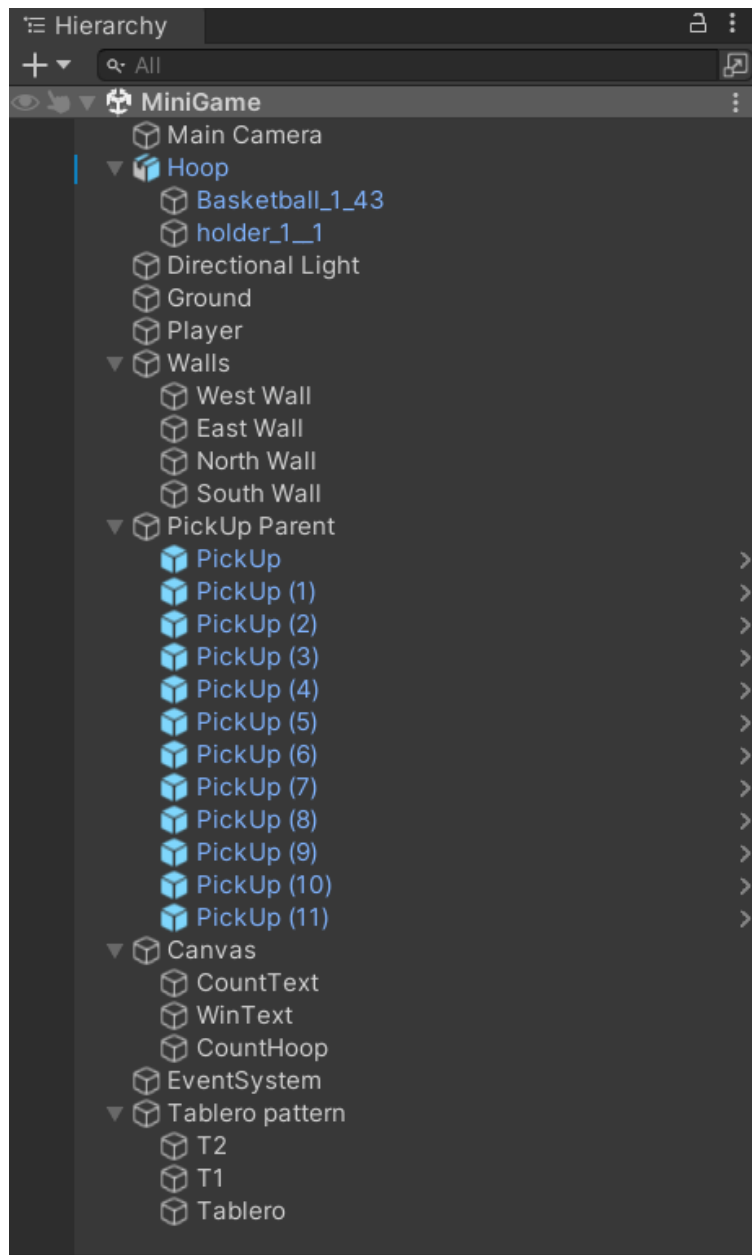 Hierarchy
All
MiniGame
Main Camera
Hoop
Basketball_1_43
holder_1__1
Directional Light
Ground
Player
Walls
West Wall
East Wall
North Wall
South Wall
PickUp Parent
PickUp
PickUp (1)
PickUp (2)
PickUp (3)
PickUp (4)
PickUp (5)
PickUp (6)
PickUp (7)
PickUp (8)
PickUp (9)
PickUp (10)
PickUp (11)
Canvas
CountText
WinText
CountHoop
EventSystem
Tablero pattern
T2
T1
Tablero